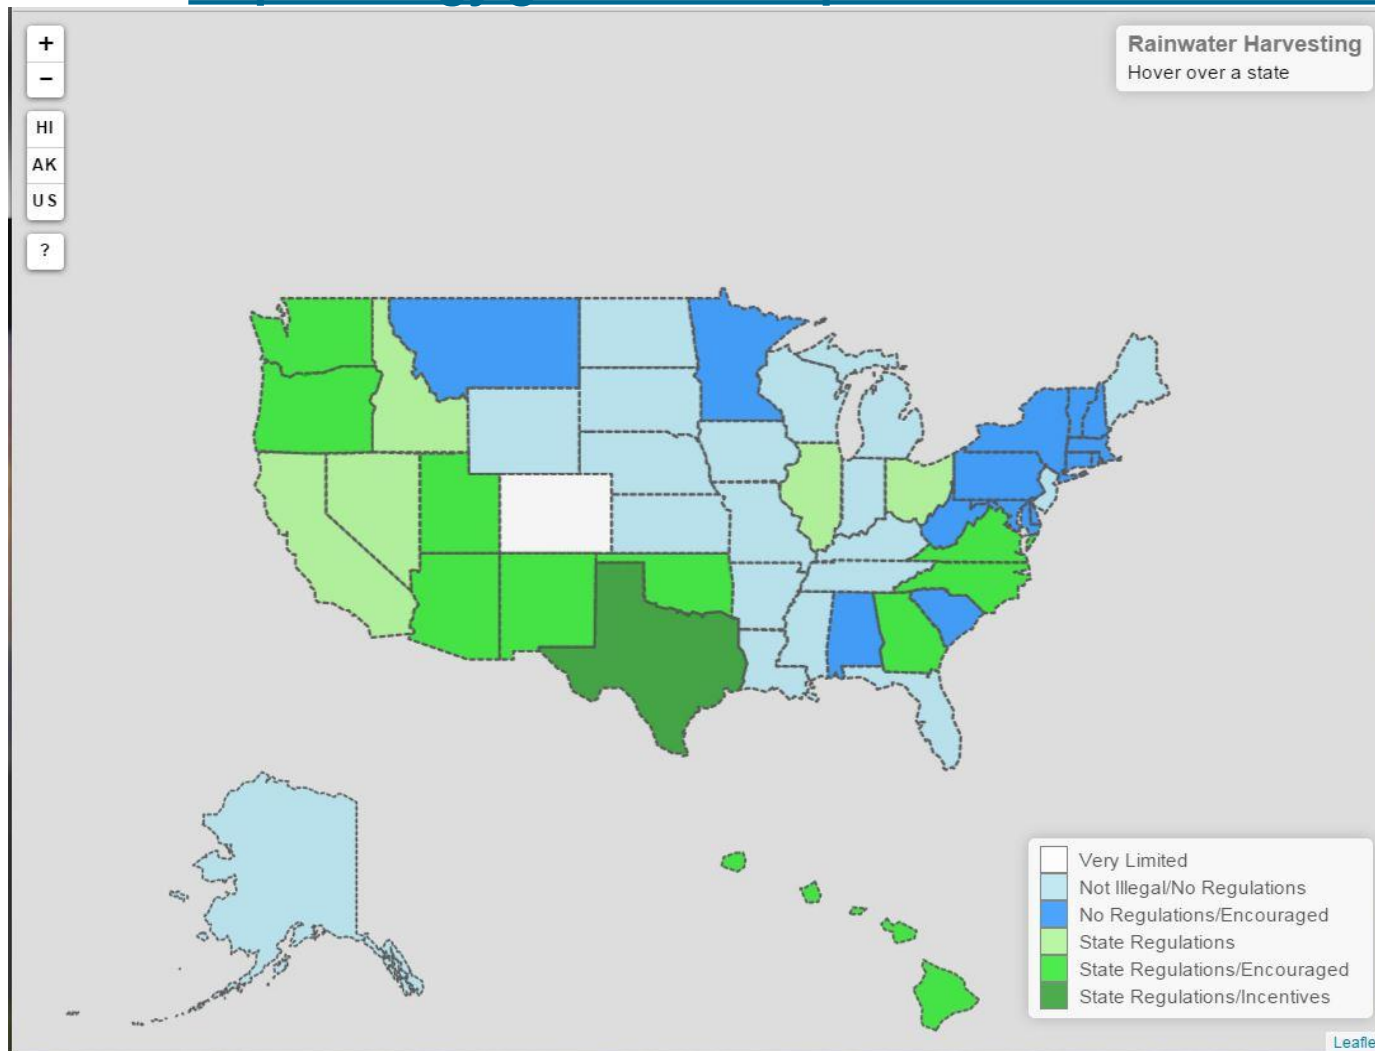 +
−
HI
AK
US
?
Rainwater Harvesting
Hover over a state
Very Limited
Not Illegal/No Regulations
No Regulations/Encouraged
State Regulations
State Regulations/Encouraged
State Regulations/Incentives
Leafle